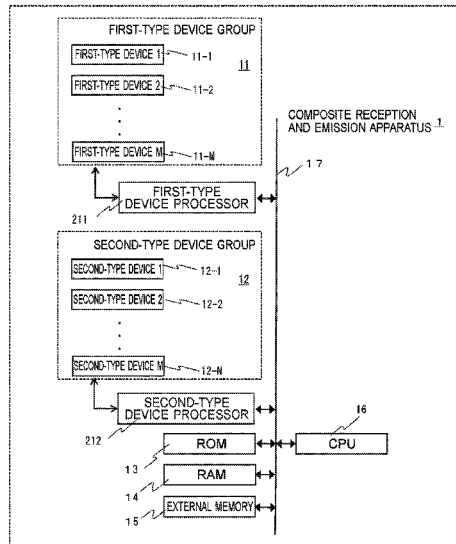 FIRST-TYPE DEVICE GROUP
11
FIRST-TYPE DEVICE 1
11-1
FIRST-TYPE DEVICE 2
11-2
FIRST-TYPE DEVICE M
11-N
COMPOSITE RECEPTION
AND EMISSION APPARATUS 1
17
FIRST-TYPE
DEVICE PROCESSOR
211
SECOND-TYPE DEVICE GROUP
12
SECOND-TYPE DEVICE 1
12-1
SECOND-TYPE DEVICE 2
12-2
SECOND-TYPE DEVICE M
12-N
SECOND-TYPE
DEVICE PROCESSOR
212
16
ROM
CPU
13
RAM
14
EXTERNAL MEMORY
15